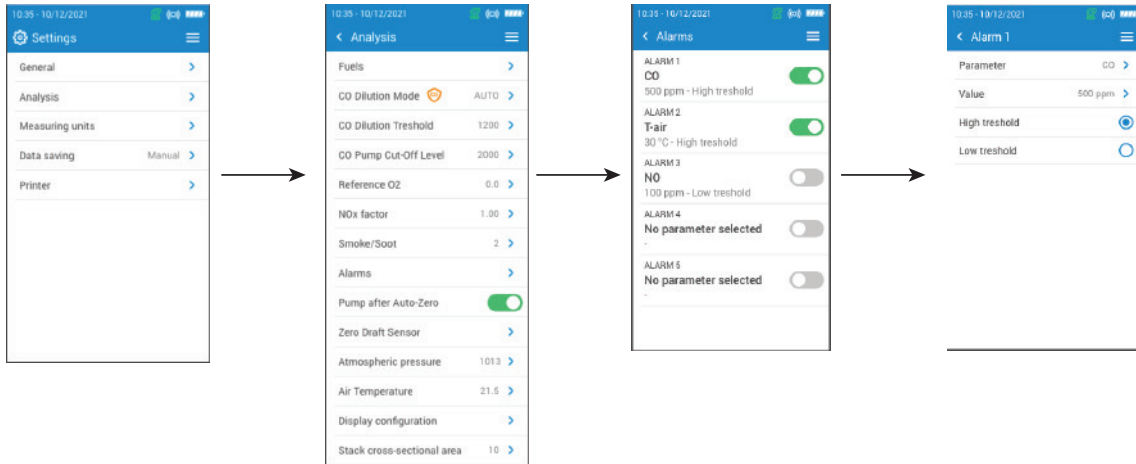 10:35 - 10/12/2021
Settings
General
Analysis
Measuring units
Data saving Manual
Printer
10:35 - 10/12/2021
Analysis
Fuels
CO Dilution Mode AUTO
CO Dilution Treshold 1200
CO Pump Cut-Off Level 2000
Reference O2 0.0
NOx factor 1.00
Smoke/Soot 2
Alarms
Pump after Auto-Zero
Zero Draft Sensor
Atmospheric pressure 1013
Air Temperature 21.5
Display configuration
Stack cross-sectional area 10
10:35 - 10/12/2021
Alarms
ALARM 1
CO
500 ppm - High treshold
ALARM 2
T-air
30 °C - High treshold
ALARM 3
NO
100 ppm - Low treshold
ALARM 4
No parameter selected
-
ALARM 5
No parameter selected
-
10:35 - 10/12/2021
Alarm 1
Parameter CO
Value 500 ppm
High treshold
Low treshold